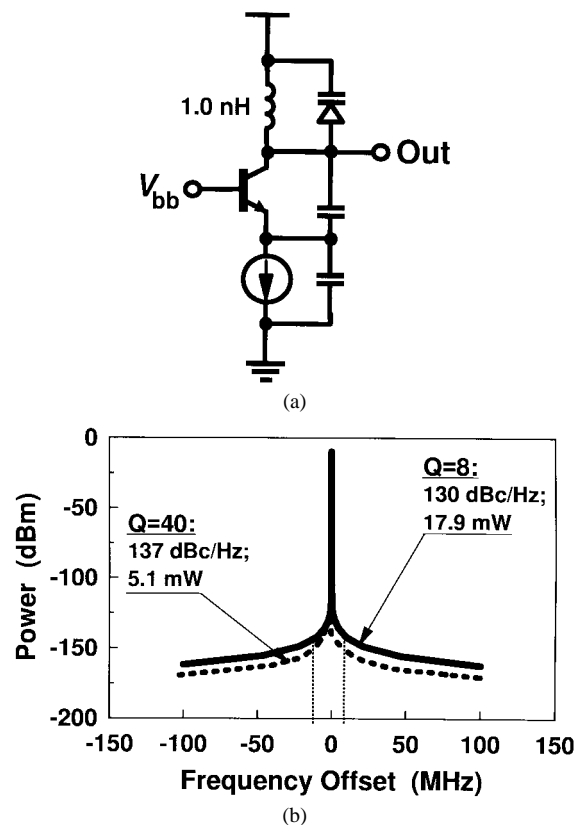 1.0 nH
Out
Vbb
(a)
0
-50
-100
-150
-200
Power (dBm)
Q=40:
137 dBc/Hz;
5.1 mW
Q=8:
130 dBc/Hz;
17.9 mW
-150 -100 -50 0 50 100 150
Frequency Offset (MHz)
(b)